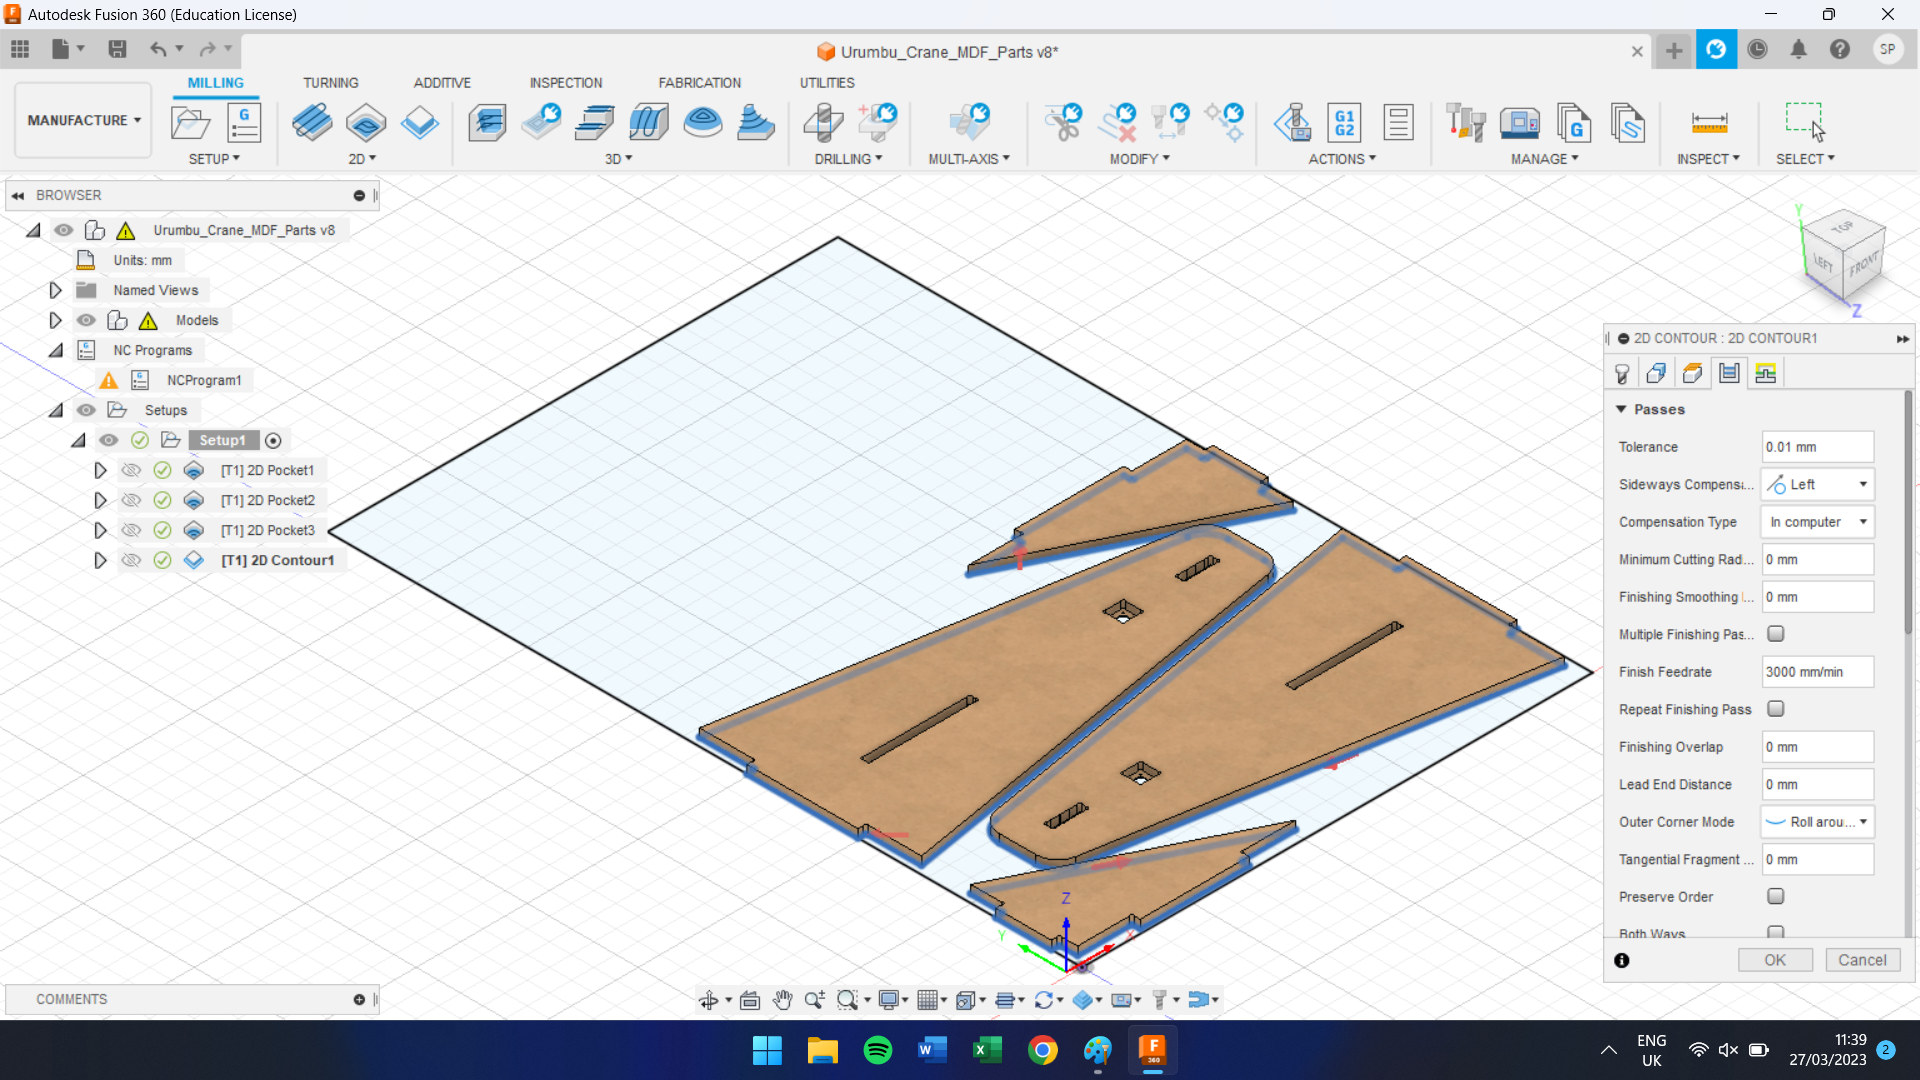 Autodesk Fusion 360 (Education License)
Urumbu_Crane_MDF_Parts v8*
SP
MILLING TURNING ADDITIVE INSPECTION FABRICATION UTILITIES
MANUFACTURE
G
G1
G2
G
SETUP 2D 3D DRILLING MULTI-AXIS MODIFY ACTIONS MANAGE INSPECT SELECT
BROWSER
Urumbu_Crane_MDF_Parts v8
Units: mm
Named Views
Models
NC Programs
NCProgram1
Setups
Setup1
[T1] 2D Pocket1
[T1] 2D Pocket2
[T1] 2D Pocket3
[T1] 2D Contour1
Y
TOP
LEFT
FRONT
Z
2D CONTOUR : 2D CONTOUR1
Passes
Tolerance 0.01 mm
Sideways Compensa... Left
Compensation Type In computer
Minimum Cutting Rad... 0 mm
Finishing Smoothing ... 0 mm
Multiple Finishing Pas...
Finish Feedrate 3000 mm/min
Repeat Finishing Pass
Finishing Overlap 0 mm
Lead End Distance 0 mm
Outer Corner Mode Roll arou...
Tangential Fragment ... 0 mm
Preserve Order
Both Ways
OK Cancel
Z
Y
X
COMMENTS
W
X
F
360
ENG
UK
11:39
27/03/2023
2